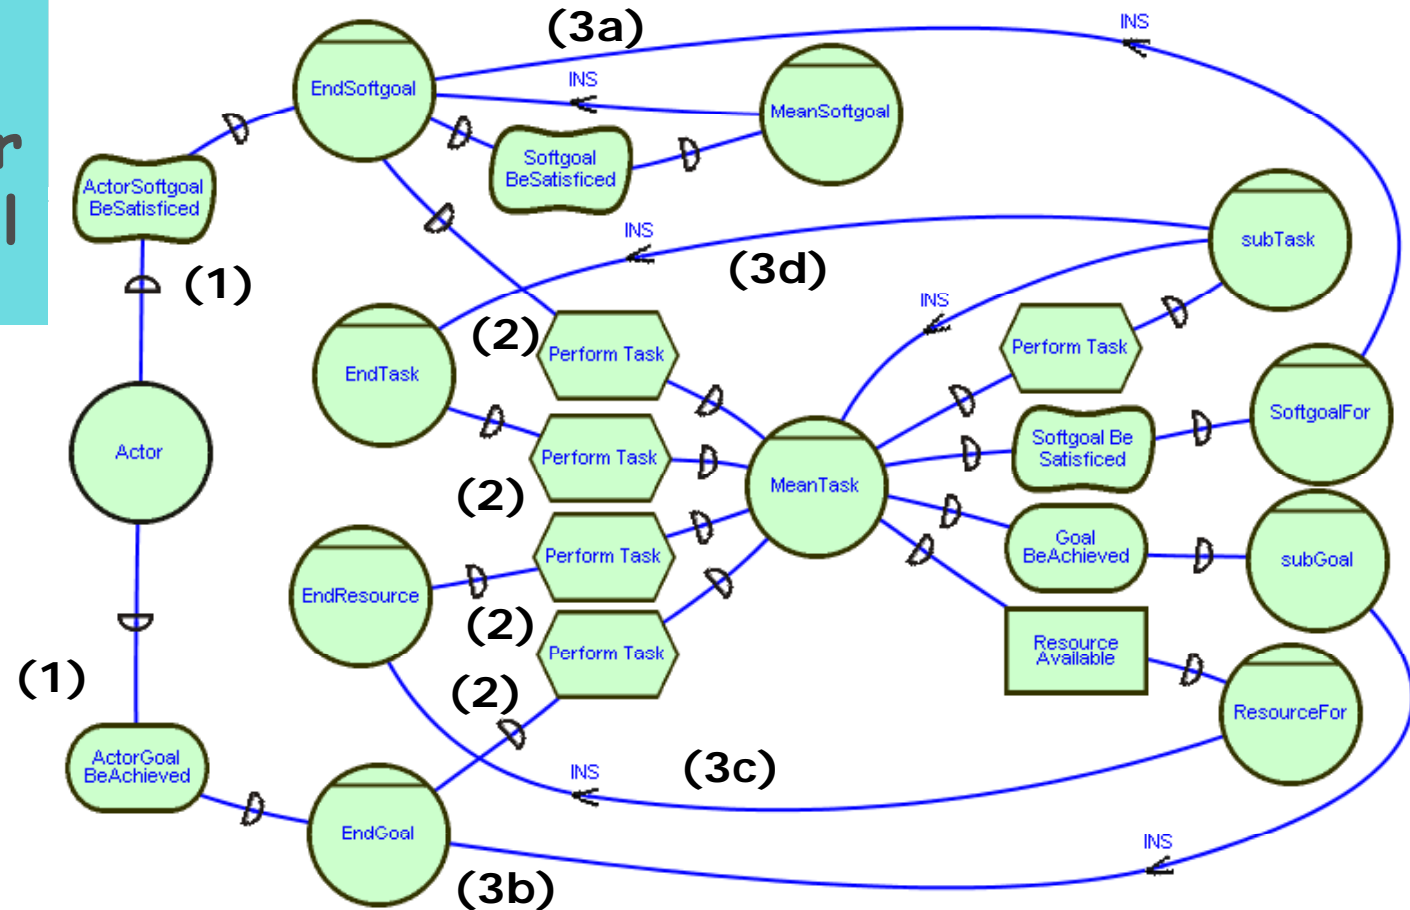 r
l
(3a)
INS
INS
EndSoftgoal
MeanSoftgoal
Softgoal
BeSatisficed
ActorSoftgoal
BeSatisficed
INS
subTask
(1)
(3d)
INS
(2)
Perform Task
Perform Task
EndTask
SoftgoalFor
Actor
Perform Task
Softgoal Be
Satisficed
MeanTask
(2)
Goal
BeAchieved
Perform Task
subGoal
EndResource
(2)
Perform Task
Resource
Available
(1)
(2)
ResourceFor
ActorGoal
BeAchieved
INS
(3c)
EndGoal
INS
(3b)